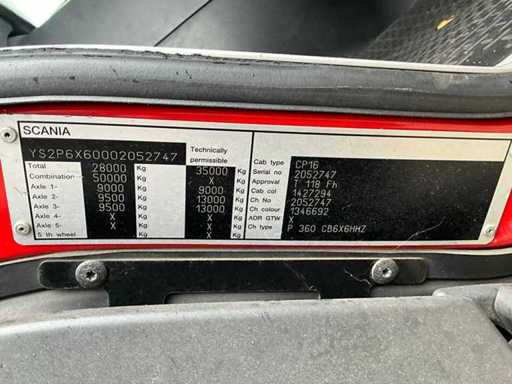 SCANIA
YS2P6X60002052747
Technically
permissible
Total 28000 Kg 35000 Kg
Combination 50000 Kg X Kg
Axle 1- 9000 Kg 9000 Kg
Axle 2- 9500 Kg 13000 Kg
Axle 3- 9500 Kg 13000 Kg
Axle 4- X Kg X Kg
Axle 5- X Kg X Kg
5 th wheel Kg Kg
Cab type CP16
Serial no 2052747
Approval T 118 Fh
Cab col 1427294
Ch No 2052747
Ch colour 1346692
ADR GTW X
Ch type P 360 CB6X6HHZ